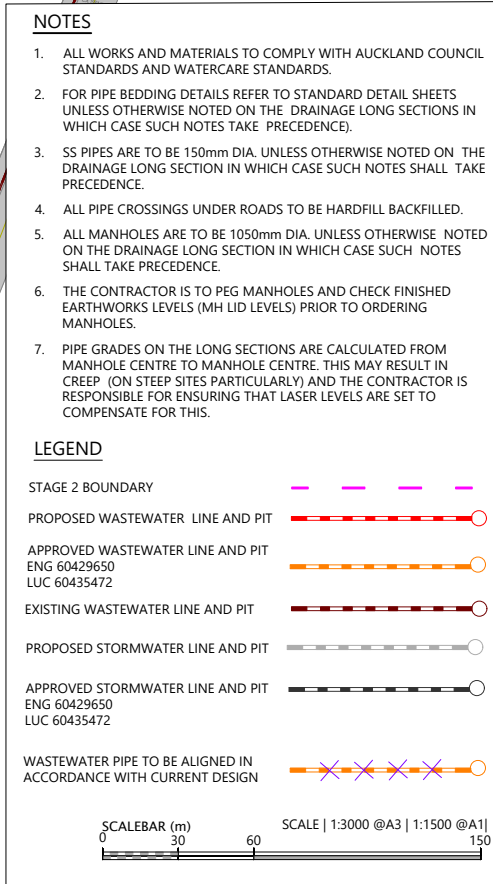 NOTES
1. ALL WORKS AND MATERIALS TO COMPLY WITH AUCKLAND COUNCIL
STANDARDS AND WATERCARE STANDARDS.
2. FOR PIPE BEDDING DETAILS REFER TO STANDARD DETAIL SHEETS
UNLESS OTHERWISE NOTED ON THE DRAINAGE LONG SECTIONS IN
WHICH CASE SUCH NOTES TAKE PRECEDENCE).
3. SS PIPES ARE TO BE 150mm DIA. UNLESS OTHERWISE NOTED ON THE
DRAINAGE LONG SECTION IN WHICH CASE SUCH NOTES SHALL TAKE
PRECEDENCE.
4. ALL PIPE CROSSINGS UNDER ROADS TO BE HARDFILL BACKFILLED.
5. ALL MANHOLES ARE TO BE 1050mm DIA. UNLESS OTHERWISE NOTED
ON THE DRAINAGE LONG SECTION IN WHICH CASE SUCH NOTES
SHALL TAKE PRECEDENCE.
6. THE CONTRACTOR IS TO PEG MANHOLES AND CHECK FINISHED
EARTHWORKS LEVELS (MH LID LEVELS) PRIOR TO ORDERING
MANHOLES.
7. PIPE GRADES ON THE LONG SECTIONS ARE CALCULATED FROM
MANHOLE CENTRE TO MANHOLE CENTRE. THIS MAY RESULT IN
CREEP (ON STEEP SITES PARTICULARLY) AND THE CONTRACTOR IS
RESPONSIBLE FOR ENSURING THAT LASER LEVELS ARE SET TO
COMPENSATE FOR THIS.
LEGEND
STAGE 2 BOUNDARY
PROPOSED WASTEWATER LINE AND PIT
APPROVED WASTEWATER LINE AND PIT
ENG 60429650
LUC 60435472
EXISTING WASTEWATER LINE AND PIT
PROPOSED STORMWATER LINE AND PIT
APPROVED STORMWATER LINE AND PIT
ENG 60429650
LUC 60435472
WASTEWATER PIPE TO BE ALIGNED IN
ACCORDANCE WITH CURRENT DESIGN
SCALEBAR (m) SCALE | 1:3000 @A3 | 1:1500 @A1|
0 30 60 150